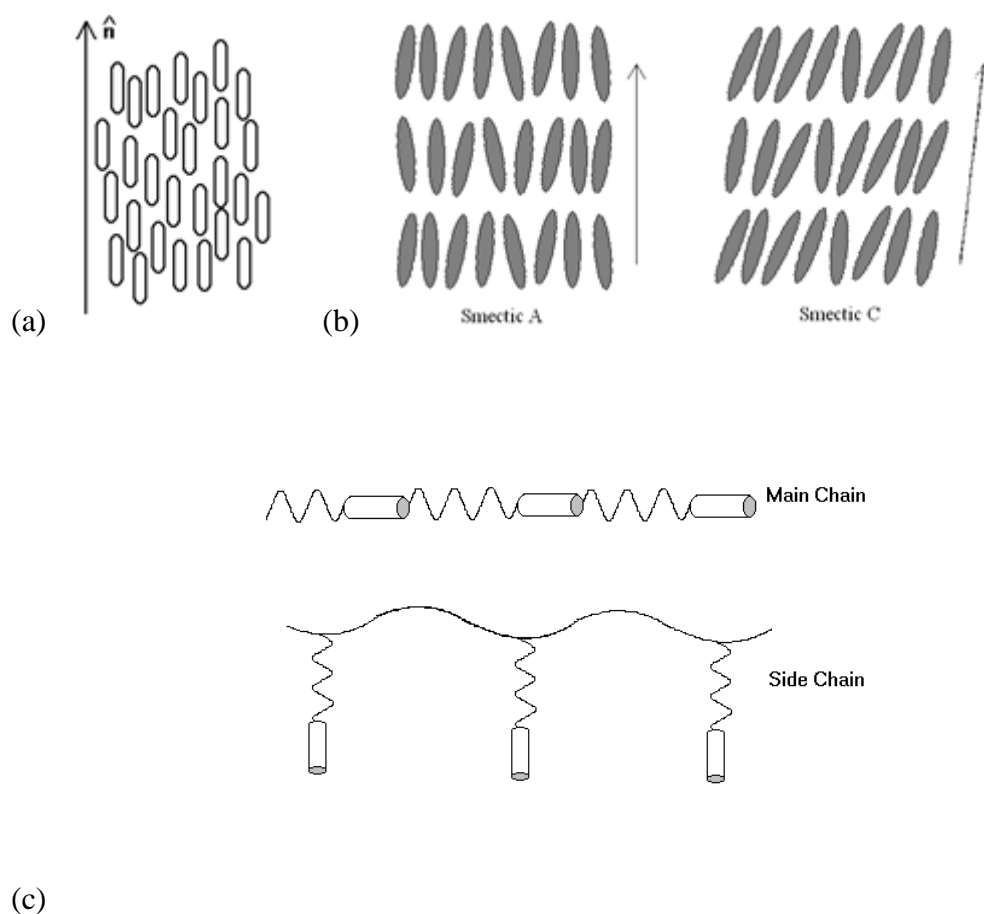 n̂
(a)
(b)
Smectic A
Smectic C
Main Chain
Side Chain
(c)